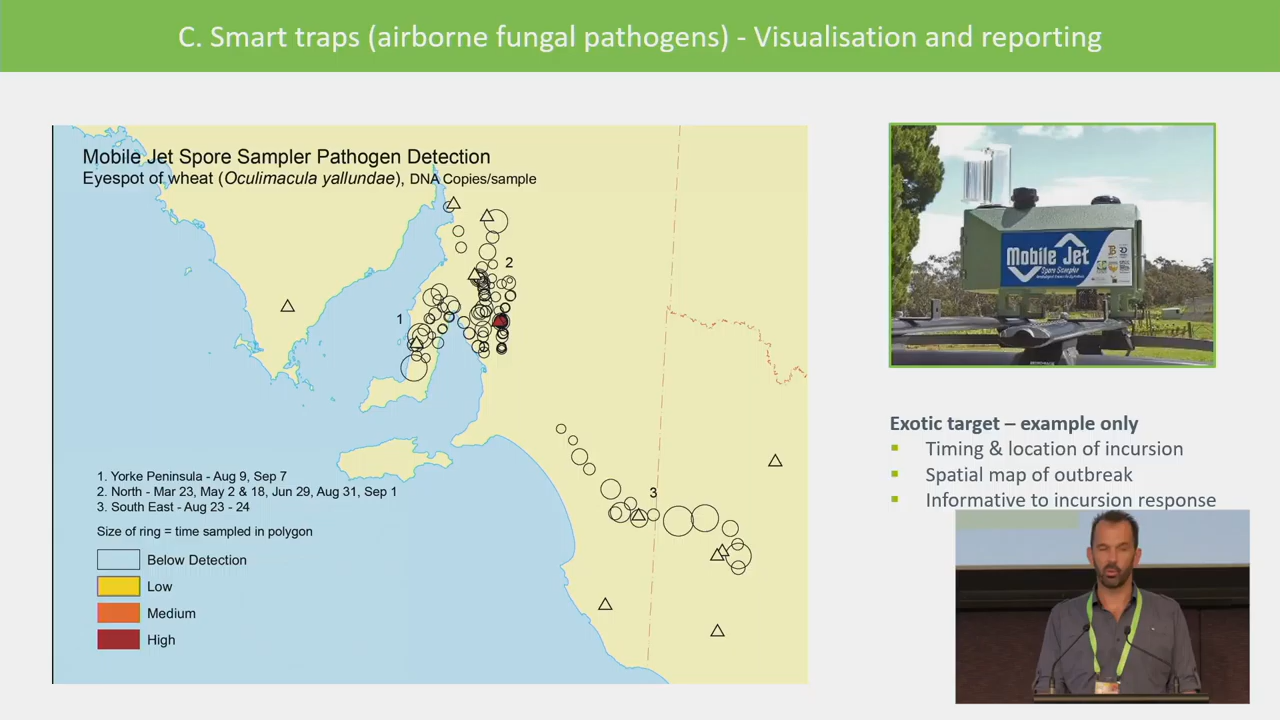 C. Smart traps (airborne fungal pathogens) - Visualisation and reporting
Mobile Jet Spore Sampler Pathogen Detection
Eyespot of wheat (Oculimacula yallundae), DNA Copies/sample
2
1
3
1. Yorke Peninsula - Aug 9, Sep 7
2. North - Mar 23, May 2 & 18, Jun 29, Aug 31, Sep 1
3. South East - Aug 23 - 24
Size of ring = time sampled in polygon
Below Detection
Low
Medium
High
Mobile Jet
Spore Sampler
Exotic target – example only
Timing & location of incursion
Spatial map of outbreak
Informative to incursion response